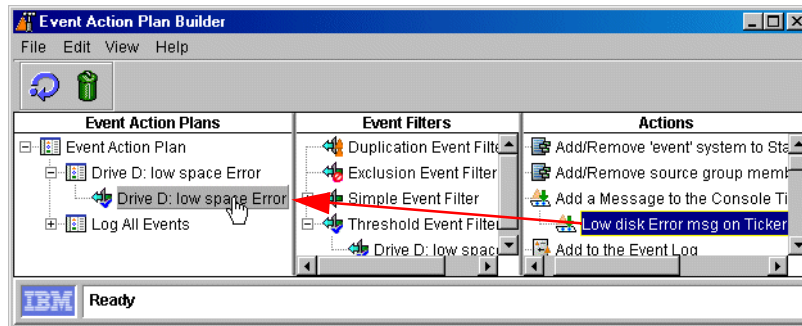 Event Action Plan Builder
File Edit View Help
Event Action Plans
Event Action Plan
Drive D: low space Error
Drive D: low space Error
Log All Events
Event Filters
Duplication Event Filte
Exclusion Event Filter
Simple Event Filter
Threshold Event Filter
Drive D: low spac
Actions
Add/Remove 'event' system to Sta
Add/Remove source group memb
Add a Message to the Console Ti
Low disk Error msg on Ticker
Add to the Event Log
IBM Ready